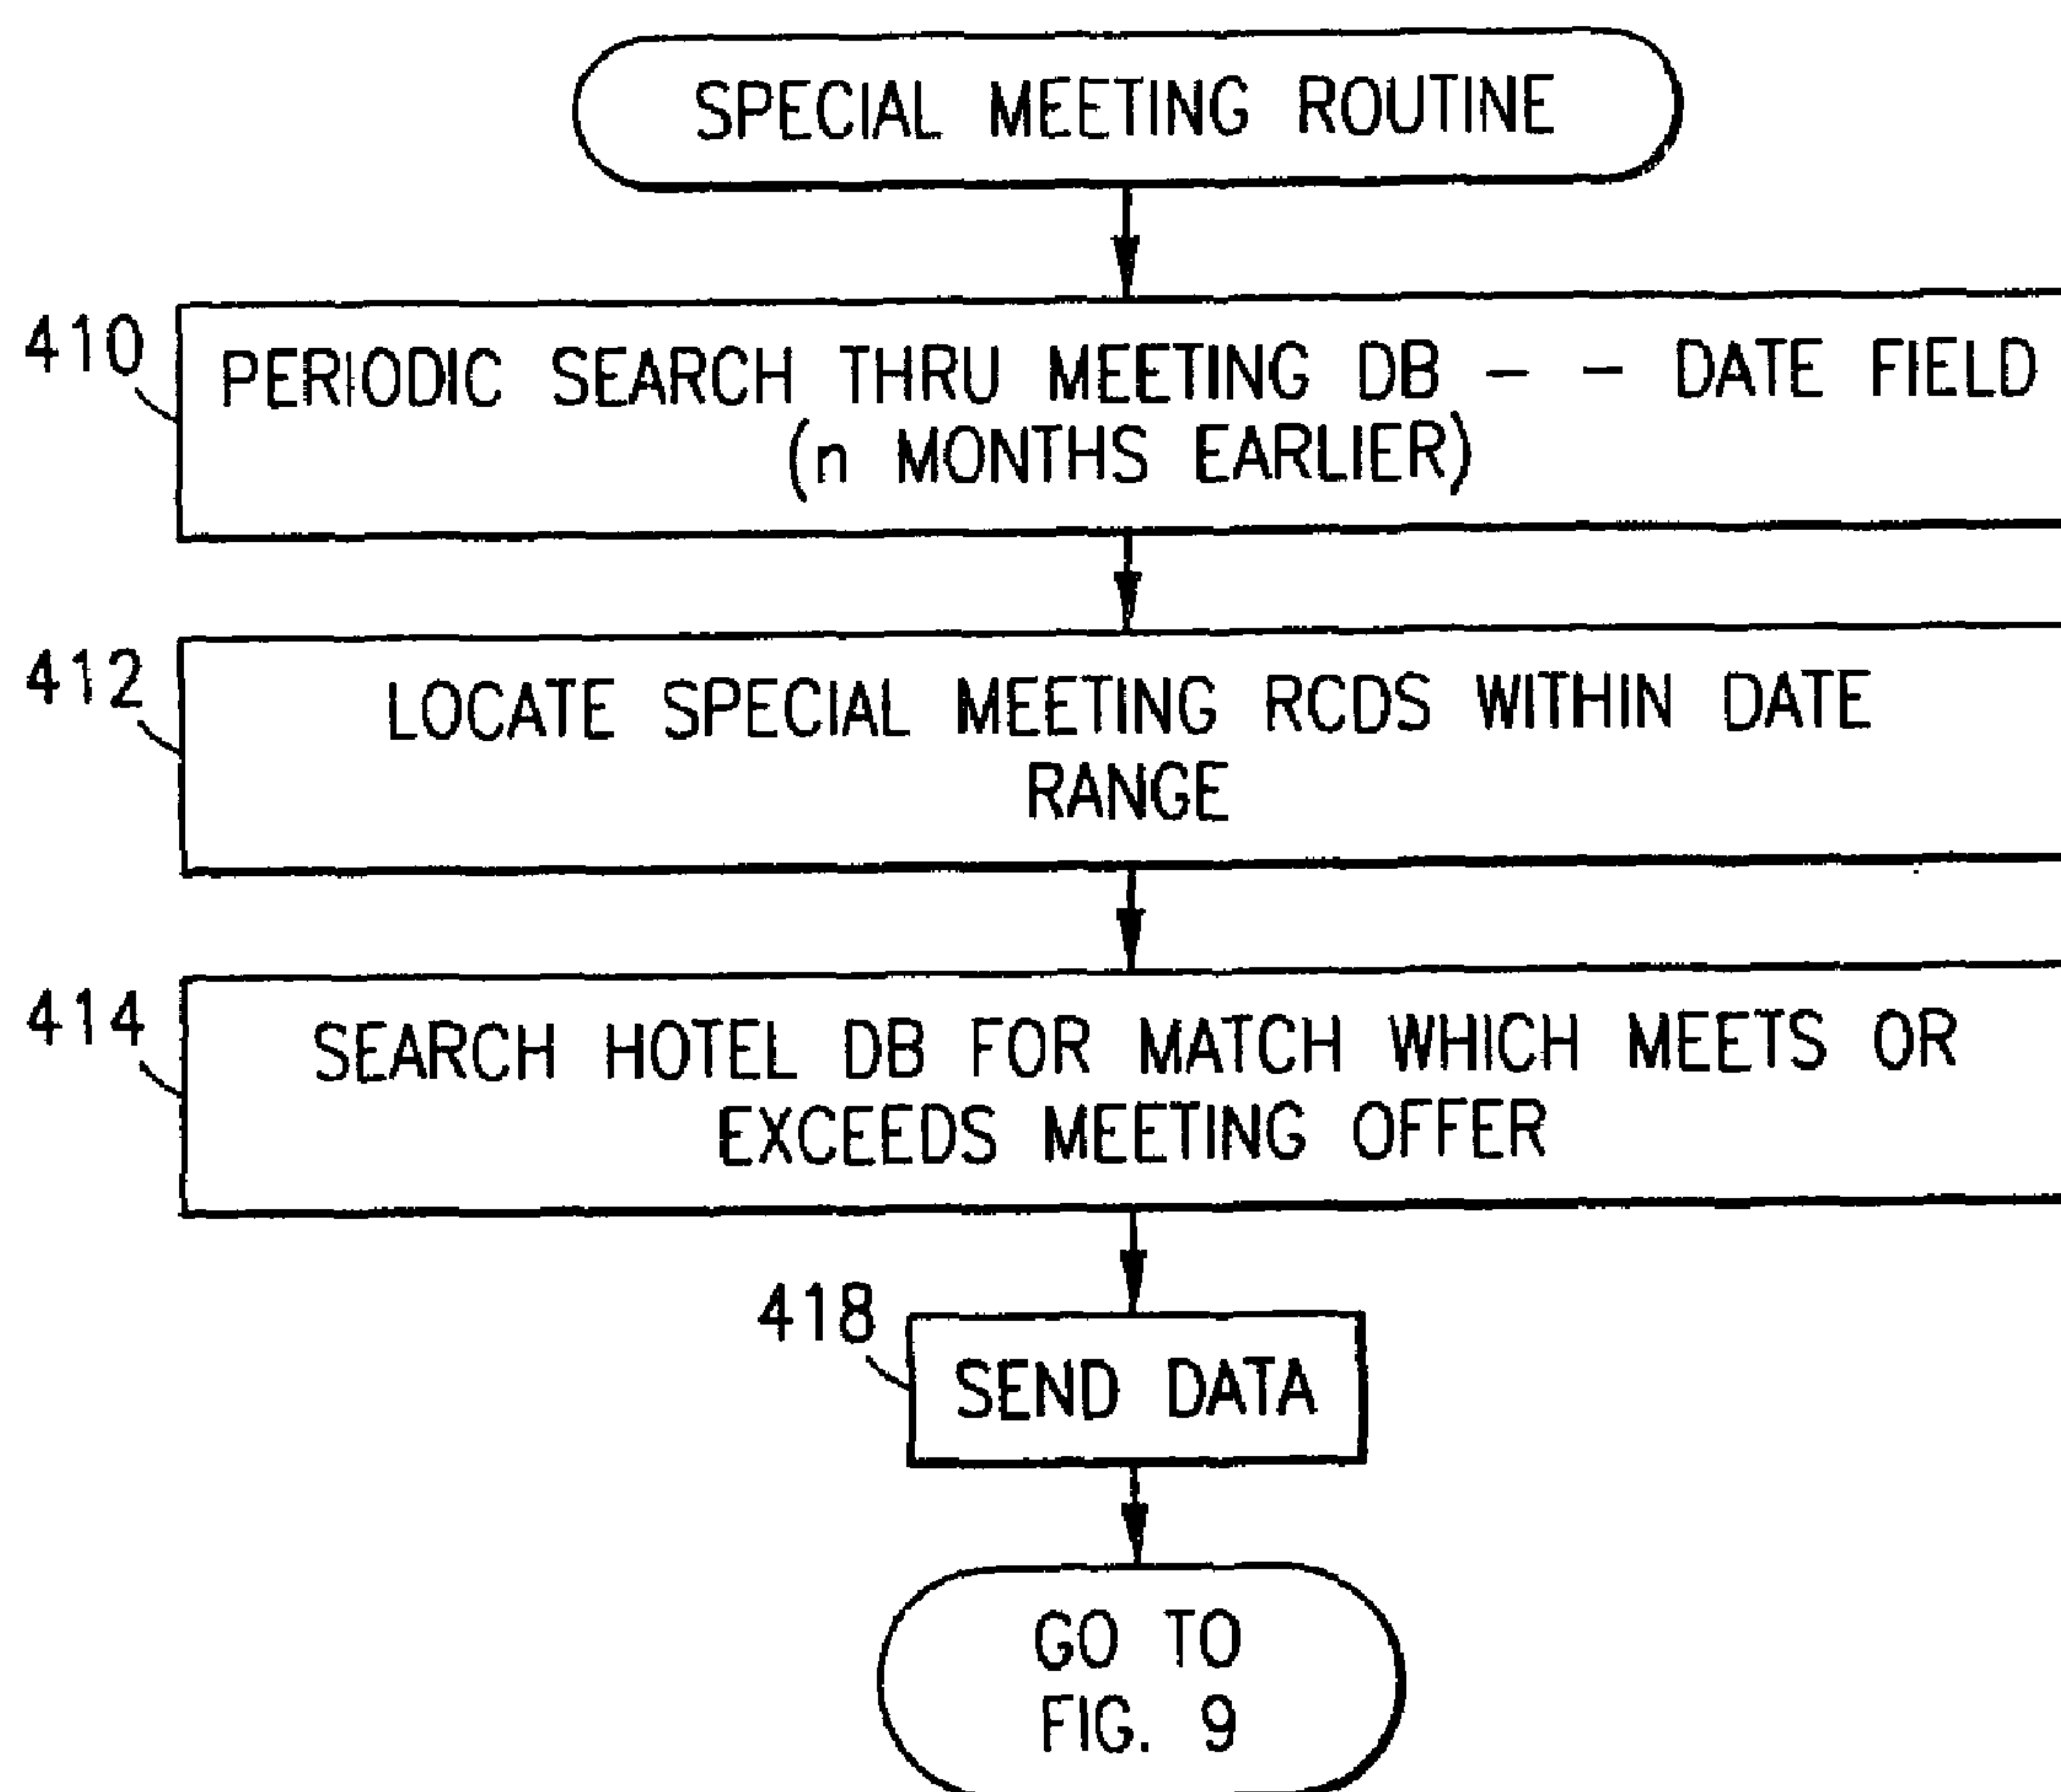 SPECIAL MEETING ROUTINE
410
PERIODIC SEARCH THRU MEETING DB - - DATE FIELD
(n MONTHS EARLIER)
412
LOCATE SPECIAL MEETING RCDS WITHIN DATE
RANGE
414
SEARCH HOTEL DB FOR MATCH WHICH MEETS OR
EXCEEDS MEETING OFFER
418
SEND DATA
GO TO
FIG. 9